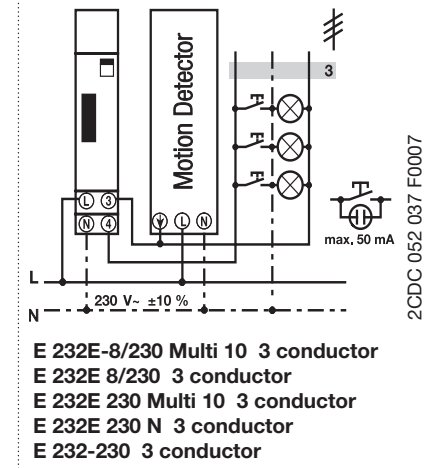 Motion Detector
3
L 3
N 4
L N
max. 50 mA
L
230 V~ ±10 %
N
2CDC 052 037 F0007
E 232E-8/230 Multi 10 3 conductor
E 232E 8/230 3 conductor
E 232E 230 Multi 10 3 conductor
E 232E 230 N 3 conductor
E 232-230 3 conductor